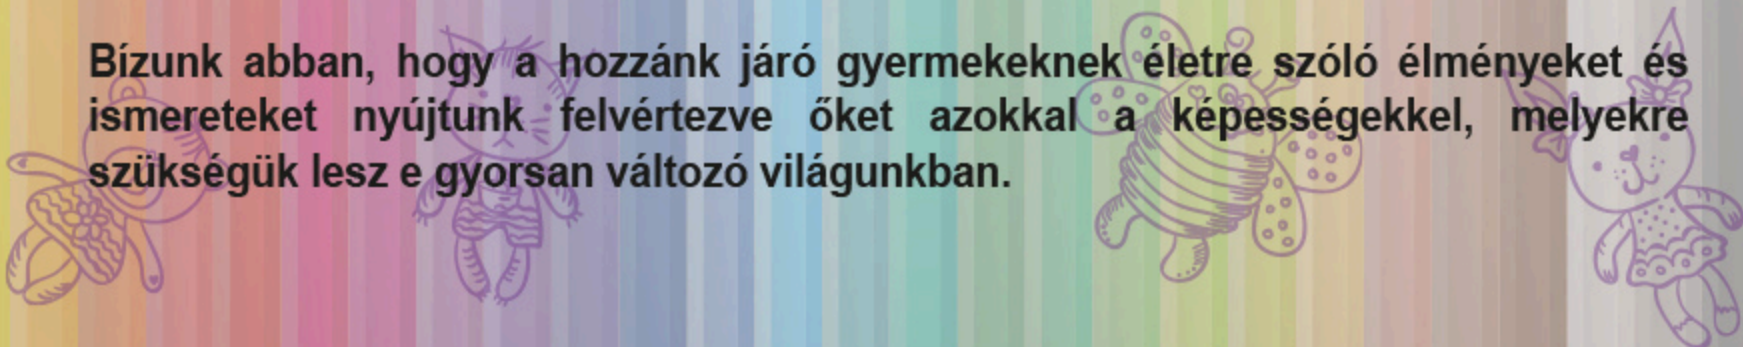 Bízunk abban, hogy a hozzánk járó gyermekeknek életre szóló élményeket és
ismereteket nyújtunk felvértezve őket azokkal a képességekkel, melyekre
szükségük lesz e gyorsan változó világunkban.